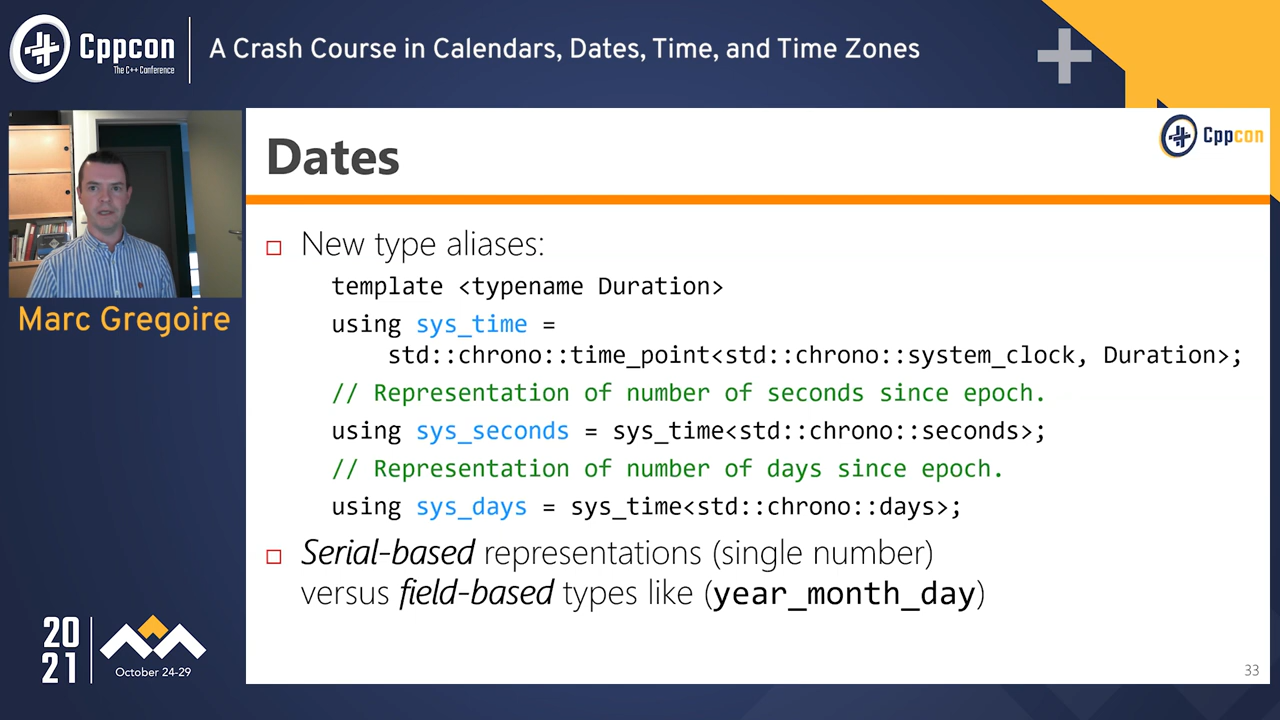 Cppcon
The C++ Conference
A Crash Course in Calendars, Dates, Time, and Time Zones
Marc Gregoire
Cppcon
Dates
New type aliases:
template <typename Duration>
using sys_time =
std::chrono::time_point<std::chrono::system_clock, Duration>;
// Representation of number of seconds since epoch.
using sys_seconds = sys_time<std::chrono::seconds>;
// Representation of number of days since epoch.
using sys_days = sys_time<std::chrono::days>;
Serial-based representations (single number)
versus field-based types like (year_month_day)
20
21
October 24-29
33